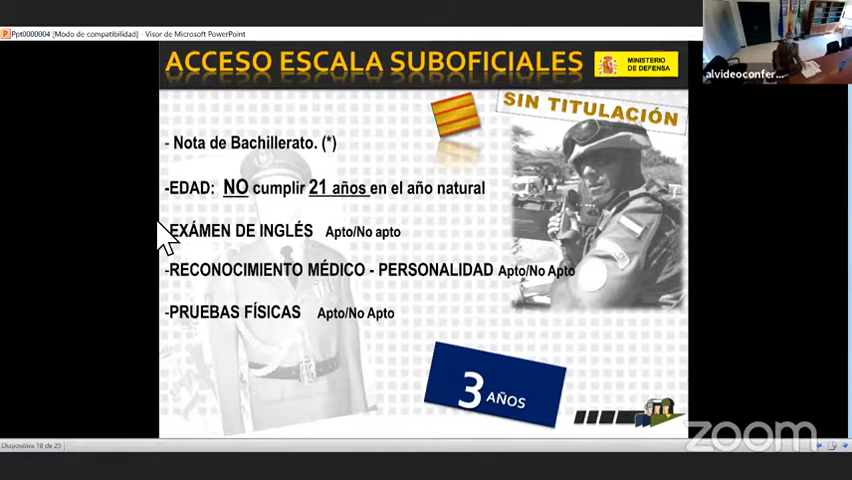 Ppt0000004 [Modo de compatibilidad] - Visor de Microsoft PowerPoint
ACCESO ESCALA SUBOFICIALES
MINISTERIO
DE DEFENSA
alvideoconfer...
SIN TITULACIÓN
- Nota de Bachillerato. (*)
-EDAD: NO cumplir 21 años en el año natural
EXÁMEN DE INGLÉS Apto/No apto
-RECONOCIMIENTO MÉDICO - PERSONALIDAD Apto/No Apto
-PRUEBAS FÍSICAS Apto/No Apto
3 AÑOS
zoom
Diapositiva 18 de 25